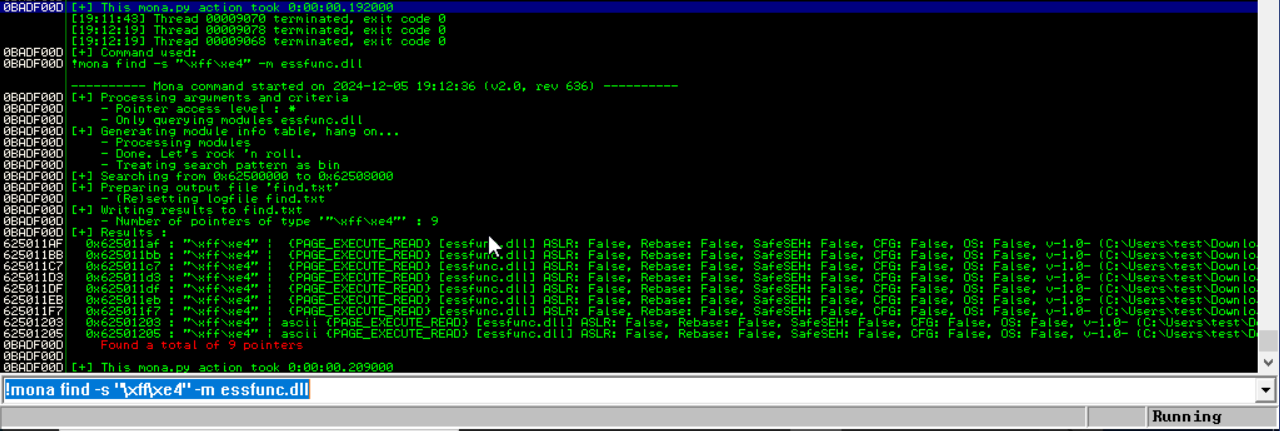 0BADF00D [+] This mona.py action took 0:00:00.192000
[19:11:43] Thread 00009070 terminated, exit code 0
[19:12:19] Thread 00009078 terminated, exit code 0
[19:12:19] Thread 00009068 terminated, exit code 0
0BADF00D [+] Command used:
0BADF00D !mona find -s "\xff\xe4" -m essfunc.dll
---------- Mona command started on 2024-12-05 19:12:36 (v2.0, rev 636) ----------
0BADF00D [+] Processing arguments and criteria
0BADF00D - Pointer access level : *
0BADF00D - Only querying modules essfunc.dll
0BADF00D [+] Generating module info table, hang on...
0BADF00D - Processing modules
0BADF00D - Done. Let's rock 'n roll.
0BADF00D - Treating search pattern as bin
0BADF00D [+] Searching from 0x62500000 to 0x62508000
0BADF00D [+] Preparing output file 'find.txt'
0BADF00D - (Re)setting logfile find.txt
0BADF00D [+] Writing results to find.txt
0BADF00D - Number of pointers of type '"\xff\xe4"' : 9
0BADF00D [+] Results :
625011AF 0x625011af : "\xff\xe4" | {PAGE_EXECUTE_READ} [essfunc.dll] ASLR: False, Rebase: False, SafeSEH: False, CFG: False, OS: False, v-1.0- (C:\Users\test\Downlo
625011BB 0x625011bb : "\xff\xe4" | {PAGE_EXECUTE_READ} [essfunc.dll] ASLR: False, Rebase: False, SafeSEH: False, CFG: False, OS: False, v-1.0- (C:\Users\test\Downlo
625011C7 0x625011c7 : "\xff\xe4" | {PAGE_EXECUTE_READ} [essfunc.dll] ASLR: False, Rebase: False, SafeSEH: False, CFG: False, OS: False, v-1.0- (C:\Users\test\Downlo
625011D3 0x625011d3 : "\xff\xe4" | {PAGE_EXECUTE_READ} [essfunc.dll] ASLR: False, Rebase: False, SafeSEH: False, CFG: False, OS: False, v-1.0- (C:\Users\test\Downlo
625011DF 0x625011df : "\xff\xe4" | {PAGE_EXECUTE_READ} [essfunc.dll] ASLR: False, Rebase: False, SafeSEH: False, CFG: False, OS: False, v-1.0- (C:\Users\test\Downlo
625011EB 0x625011eb : "\xff\xe4" | {PAGE_EXECUTE_READ} [essfunc.dll] ASLR: False, Rebase: False, SafeSEH: False, CFG: False, OS: False, v-1.0- (C:\Users\test\Downlo
625011F7 0x625011f7 : "\xff\xe4" | {PAGE_EXECUTE_READ} [essfunc.dll] ASLR: False, Rebase: False, SafeSEH: False, CFG: False, OS: False, v-1.0- (C:\Users\test\Downlo
62501203 0x62501203 : "\xff\xe4" | ascii {PAGE_EXECUTE_READ} [essfunc.dll] ASLR: False, Rebase: False, SafeSEH: False, CFG: False, OS: False, v-1.0- (C:\Users\test\D
62501205 0x62501205 : "\xff\xe4" | ascii {PAGE_EXECUTE_READ} [essfunc.dll] ASLR: False, Rebase: False, SafeSEH: False, CFG: False, OS: False, v-1.0- (C:\Users\test\D
0BADF00D Found a total of 9 pointers
0BADF00D
0BADF00D [+] This mona.py action took 0:00:00.209000
!mona find -s "\xff\xe4" -m essfunc.dll
Running